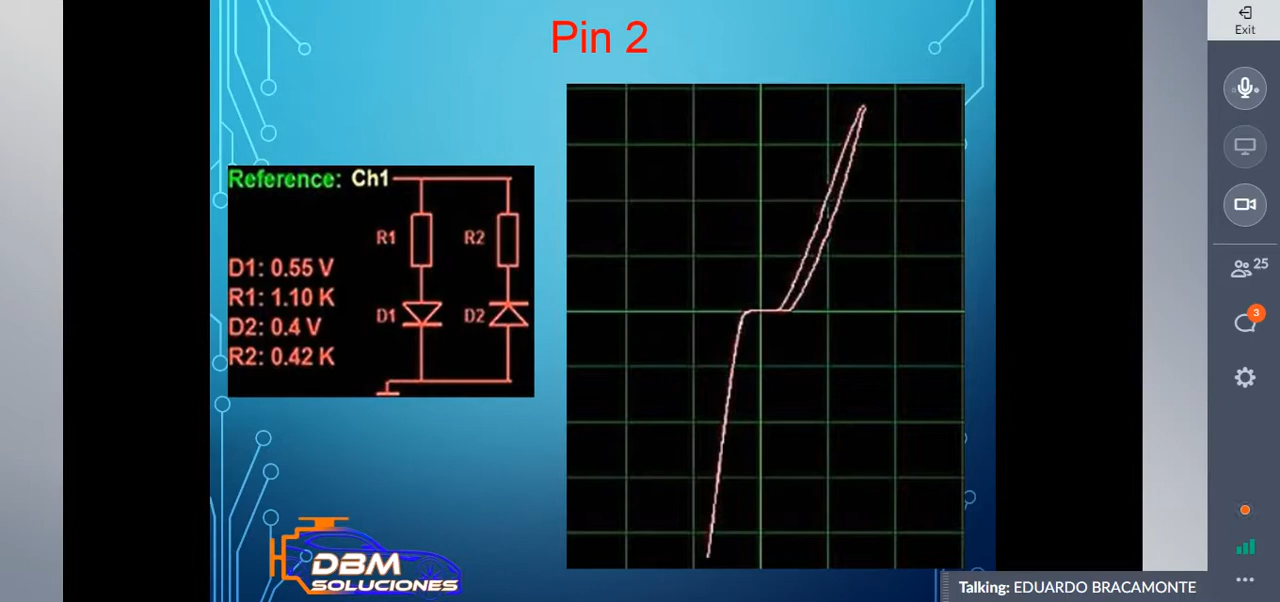 Pin 2
Exit
Reference: Ch1
R1
R2
D1: 0.55 V
R1: 1.10 K
D2: 0.4 V
R2: 0.42 K
D1
D2
25
3
DBM
SOLUCIONES
Talking: EDUARDO BRACAMONTE